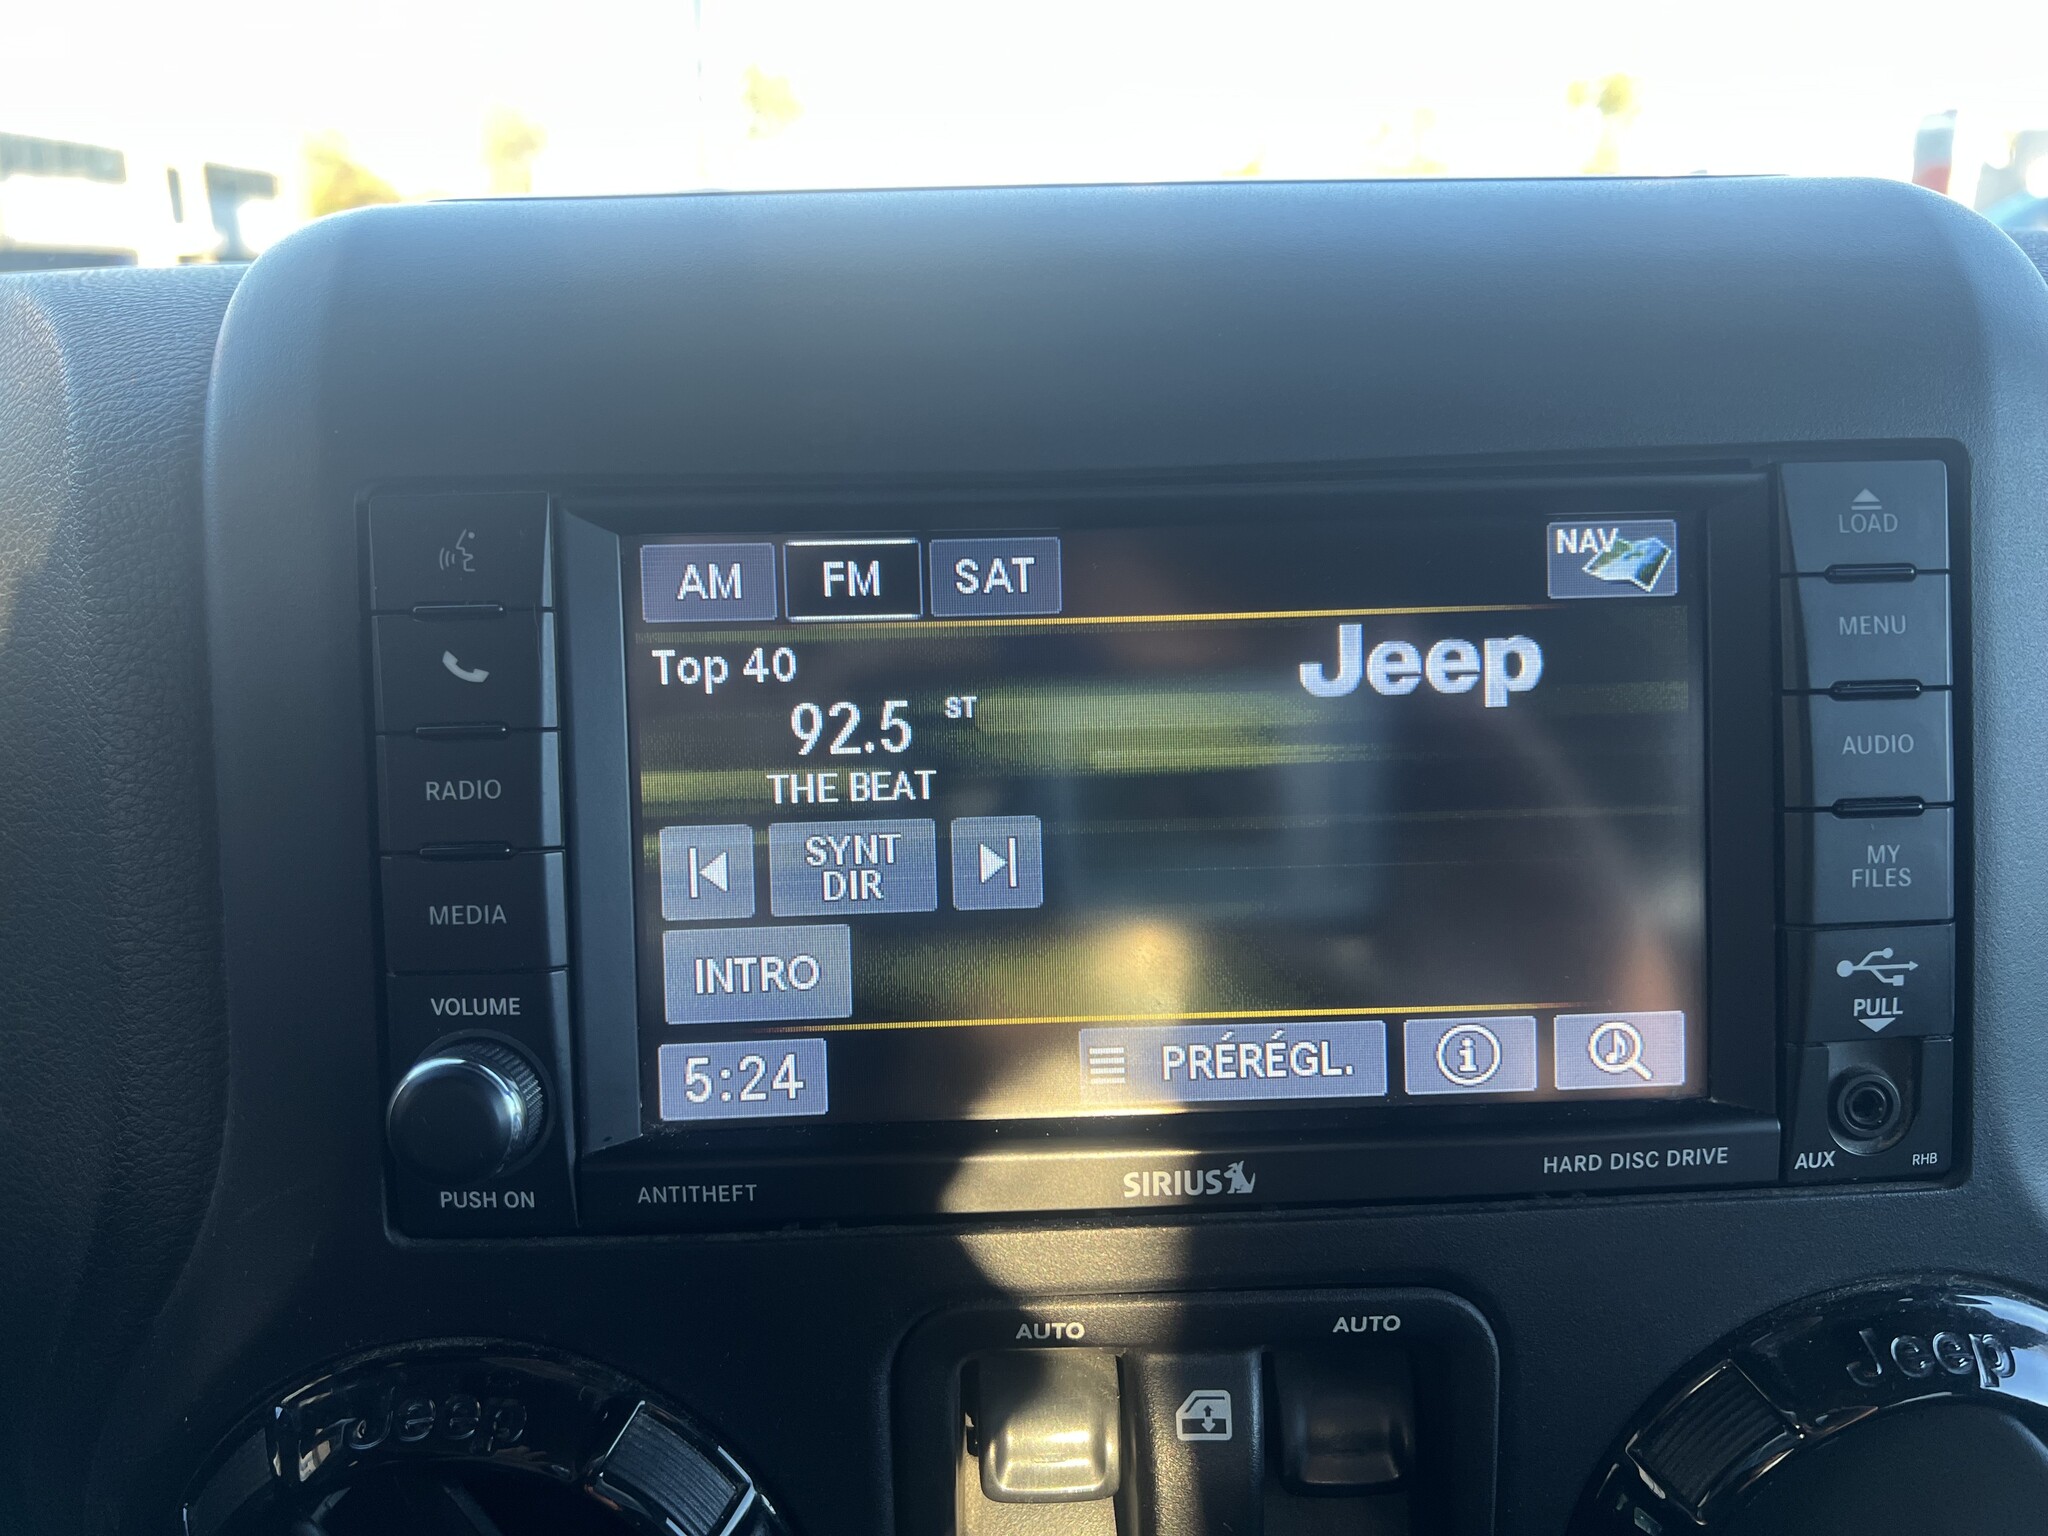 AM FM SAT NAV
Top 40
Jeep
92.5 ST
THE BEAT
SYNT
DIR
INTRO
5:24 PRÉRÉGL. i
RADIO
MEDIA
VOLUME
PUSH ON
LOAD
MENU
AUDIO
MY
FILES
PULL
AUX RHB
ANTITHEFT SIRIUS HARD DISC DRIVE
AUTO AUTO
Jeep Jeep